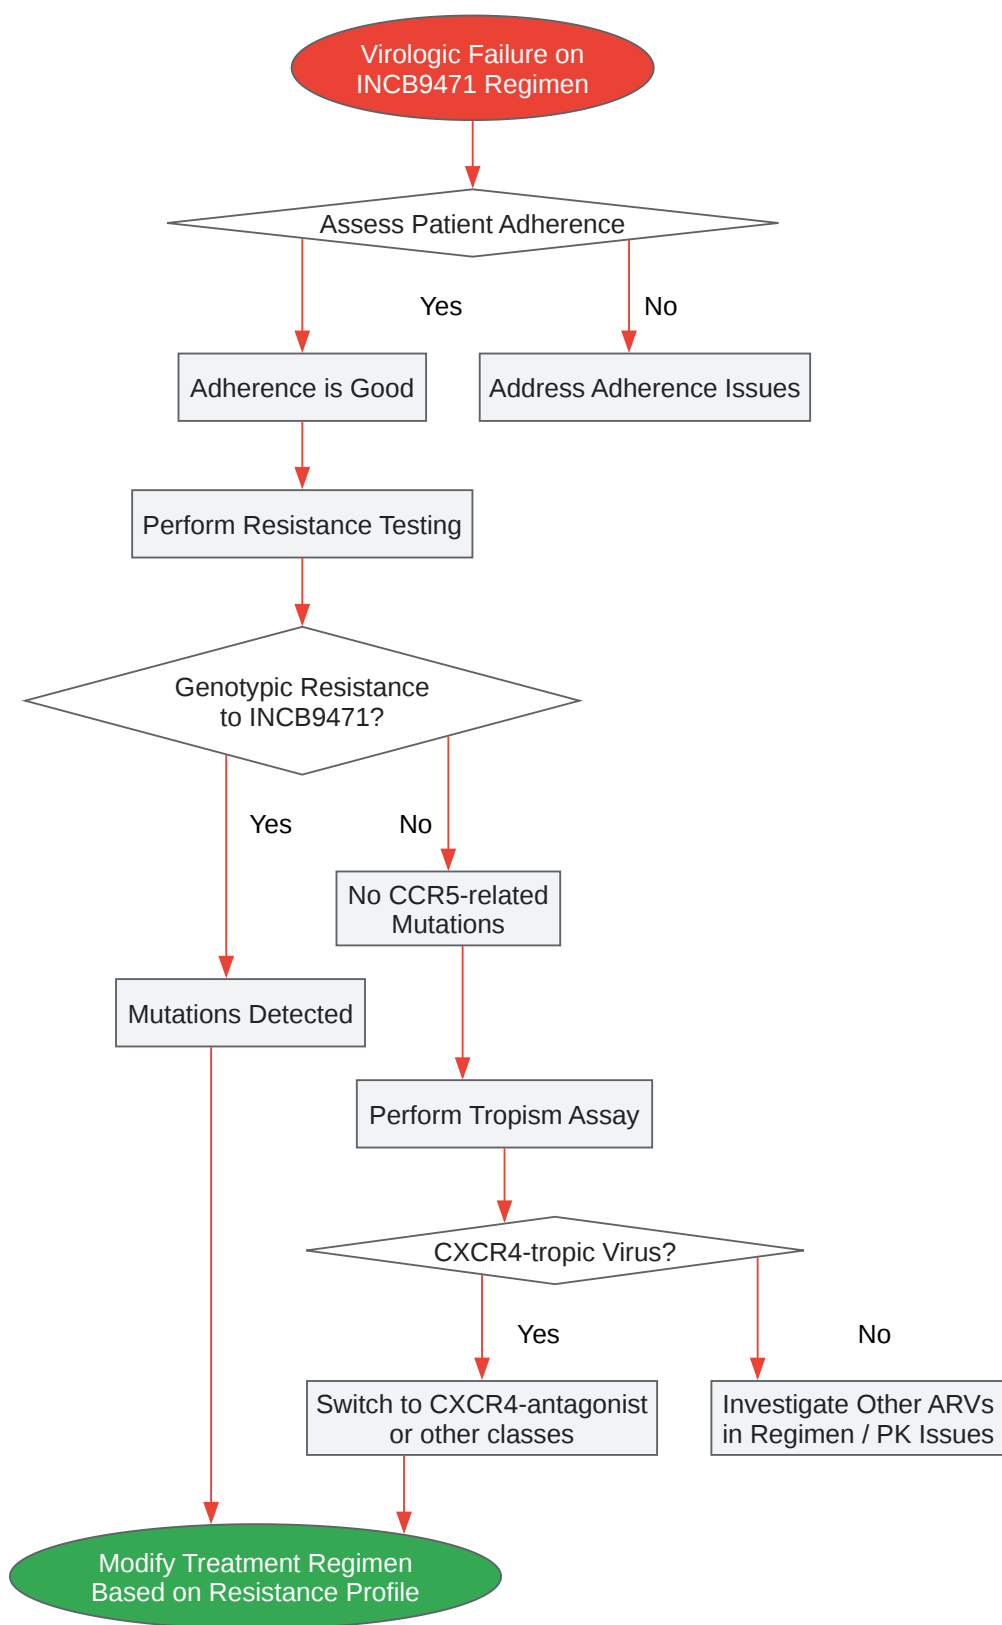 Virologic Failure on
INCB9471 Regimen
Assess Patient Adherence
Yes
No
Adherence is Good
Address Adherence Issues
Perform Resistance Testing
Genotypic Resistance
to INCB9471?
Yes
No
No CCR5-related
Mutations
Mutations Detected
Perform Tropism Assay
CXCR4-tropic Virus?
Yes
No
Switch to CXCR4-antagonist
or other classes
Investigate Other ARVs
in Regimen / PK Issues
Modify Treatment Regimen
Based on Resistance Profile